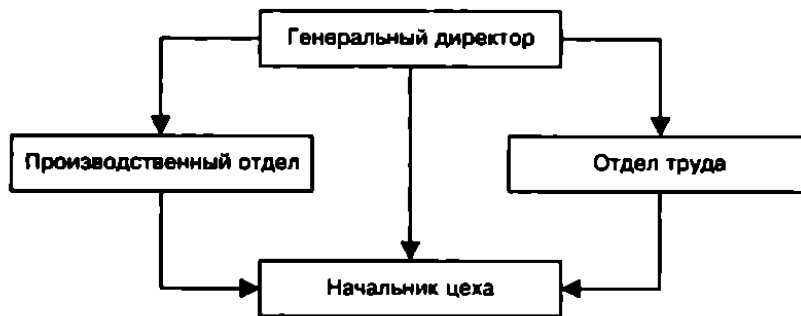 Генеральный директор
Производственный отдел
Отдел труда
Начальник цеха